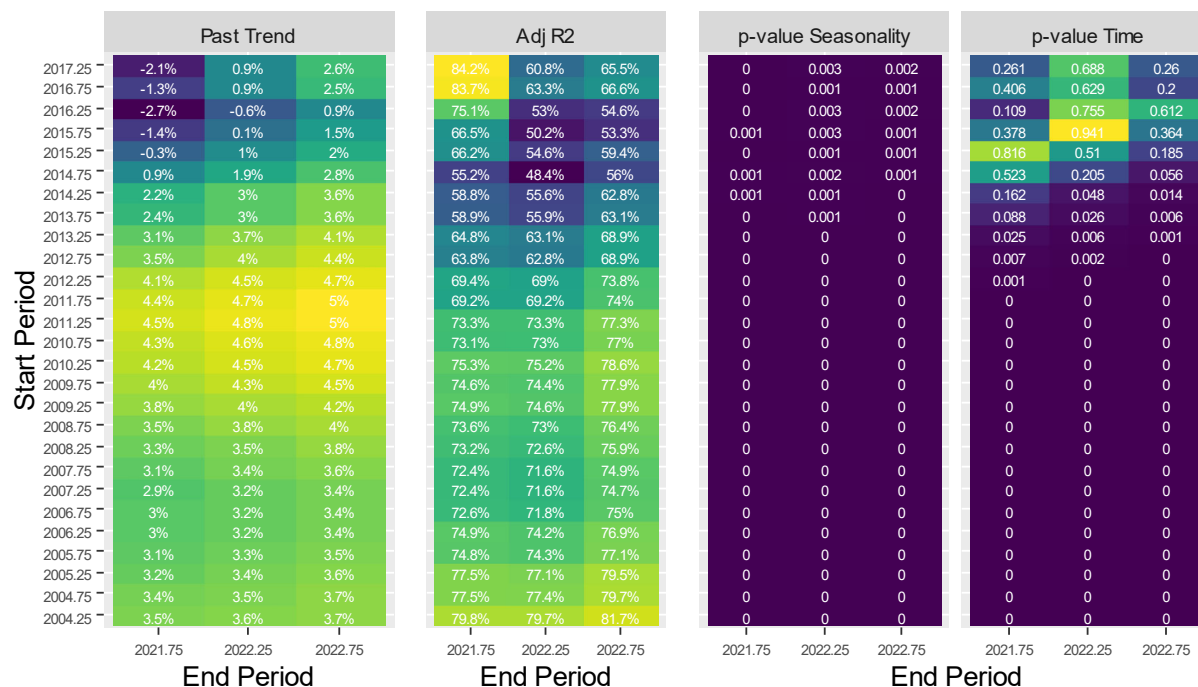 Past Trend Adj R2 p-value Seasonality p-value Time
2017.25 -2.1% 0.9% 2.6% 84.2% 60.8% 65.5% 0 0.003 0.002 0.261 0.688 0.26
2016.75 -1.3% 0.9% 2.5% 83.7% 63.3% 66.6% 0 0.001 0.001 0.406 0.629 0.2
2016.25 -2.7% -0.6% 0.9% 75.1% 53% 54.6% 0 0.003 0.002 0.109 0.755 0.612
2015.75 -1.4% 0.1% 1.5% 66.5% 50.2% 53.3% 0.001 0.003 0.001 0.378 0.941 0.364
2015.25 -0.3% 1% 2% 66.2% 54.6% 59.4% 0 0.001 0.001 0.816 0.51 0.185
2014.75 0.9% 1.9% 2.8% 55.2% 48.4% 56% 0.001 0.002 0.001 0.523 0.205 0.056
2014.25 2.2% 3% 3.6% 58.8% 55.6% 62.8% 0.001 0.001 0 0.162 0.048 0.014
2013.75 2.4% 3% 3.6% 58.9% 55.9% 63.1% 0 0.001 0 0.088 0.026 0.006
2013.25 3.1% 3.7% 4.1% 64.8% 63.1% 68.9% 0 0 0 0.025 0.006 0.001
2012.75 3.5% 4% 4.4% 63.8% 62.8% 68.9% 0 0 0 0.007 0.002 0
2012.25 4.1% 4.5% 4.7% 69.4% 69% 73.8% 0 0 0 0.001 0 0
2011.75 4.4% 4.7% 5% 69.2% 69.2% 74% 0 0 0 0 0 0
2011.25 4.5% 4.8% 5% 73.3% 73.3% 77.3% 0 0 0 0 0 0
2010.75 4.3% 4.6% 4.8% 73.1% 73% 77% 0 0 0 0 0 0
2010.25 4.2% 4.5% 4.7% 75.3% 75.2% 78.6% 0 0 0 0 0 0
2009.75 4% 4.3% 4.5% 74.6% 74.4% 77.9% 0 0 0 0 0 0
2009.25 3.8% 4% 4.2% 74.9% 74.6% 77.9% 0 0 0 0 0 0
2008.75 3.5% 3.8% 4% 73.6% 73% 76.4% 0 0 0 0 0 0
2008.25 3.3% 3.5% 3.8% 73.2% 72.6% 75.9% 0 0 0 0 0 0
2007.75 3.1% 3.4% 3.6% 72.4% 71.6% 74.9% 0 0 0 0 0 0
2007.25 2.9% 3.2% 3.4% 72.4% 71.6% 74.7% 0 0 0 0 0 0
2006.75 3% 3.2% 3.4% 72.6% 71.8% 75% 0 0 0 0 0 0
2006.25 3% 3.2% 3.4% 74.9% 74.2% 76.9% 0 0 0 0 0 0
2005.75 3.1% 3.3% 3.5% 74.8% 74.3% 77.1% 0 0 0 0 0 0
2005.25 3.2% 3.4% 3.6% 77.5% 77.1% 79.5% 0 0 0 0 0 0
2004.75 3.4% 3.5% 3.7% 77.5% 77.4% 79.7% 0 0 0 0 0 0
2004.25 3.5% 3.6% 3.7% 79.8% 79.7% 81.7% 0 0 0 0 0 0
Start Period
2021.75 2022.25 2022.75 2021.75 2022.25 2022.75 2021.75 2022.25 2022.75 2021.75 2022.25 2022.75
End Period End Period End Period